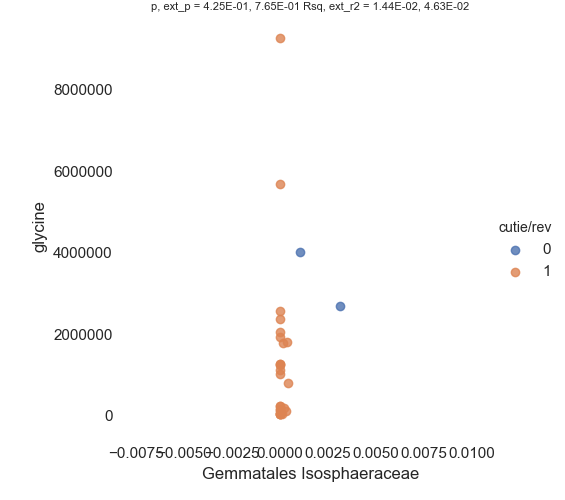 p, ext_p = 4.25E-01, 7.65E-01 Rsq, ext_r2 = 1.44E-02, 4.63E-02
8000000
6000000
4000000
2000000
0
glycine
cutie/rev
0
1
−0.0075−0.0050−0.00250.0000 0.0025 0.0050 0.0075 0.0100
Gemmatales Isosphaeraceae